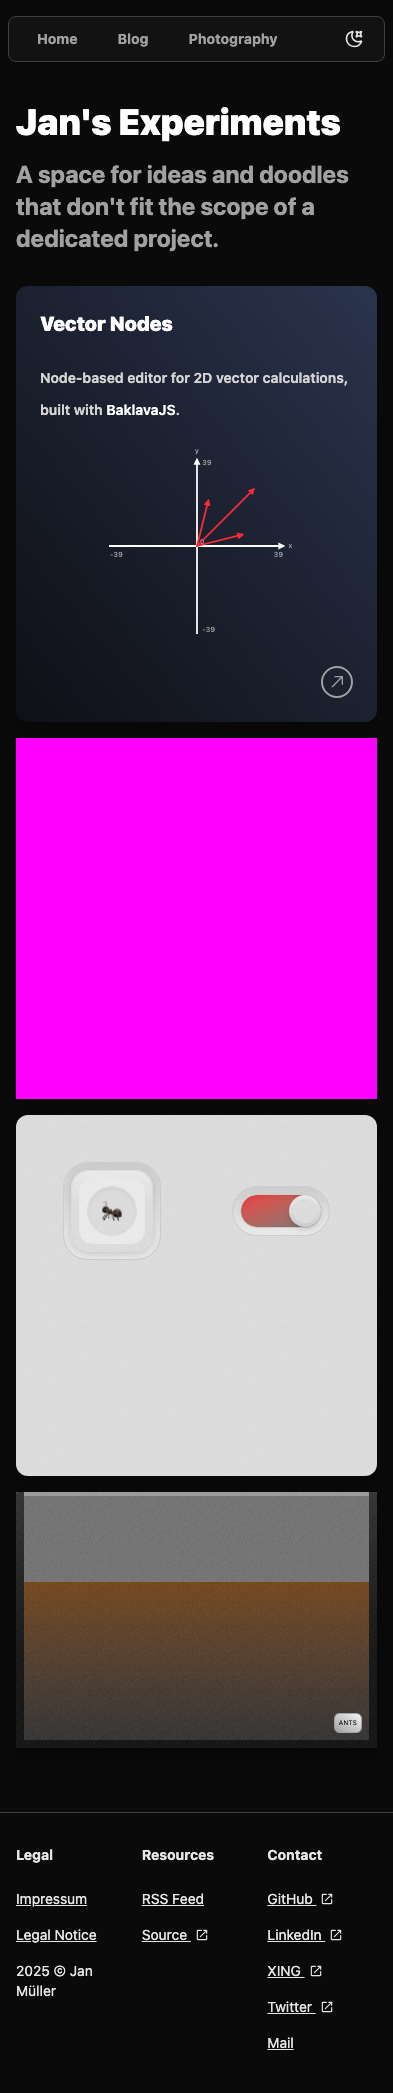 Home Blog Photography
Jan's Experiments
A space for ideas and doodles
that don't fit the scope of a
dedicated project.
Vector Nodes
Node-based editor for 2D vector calculations,
built with BaklavaJS.
y
39
x
-39
39
-39
ANTS
Legal Resources Contact
Impressum RSS Feed GitHub
Legal Notice Source LinkedIn
2025 © Jan
Müller
XING
Twitter
Mail